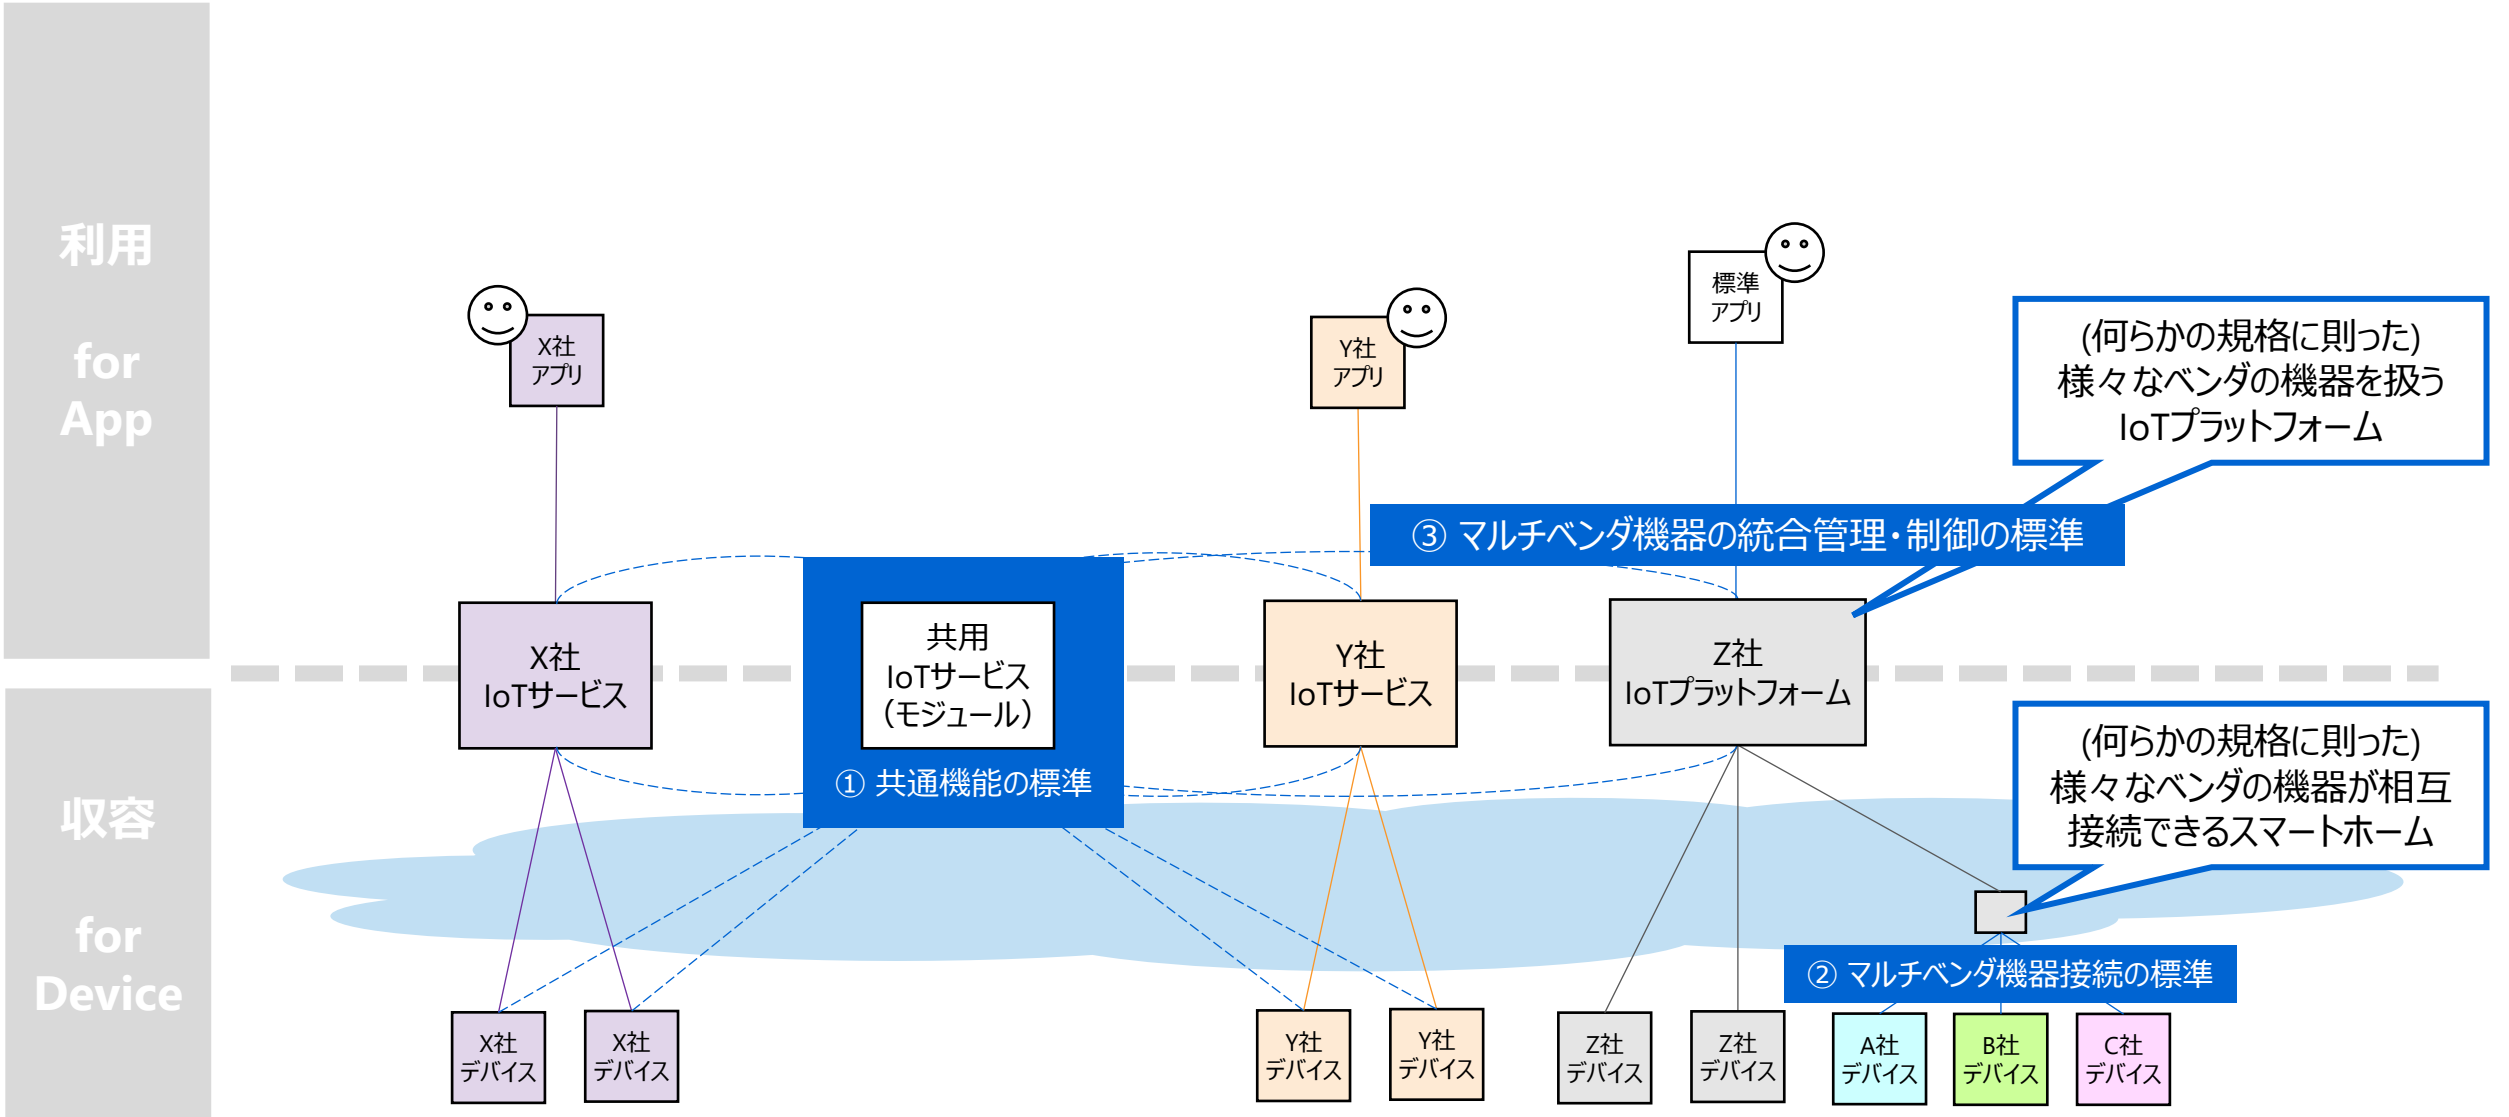 利用
for
App
収容
for
Device
X社
アプリ
Y社
アプリ
標準
アプリ
(何らかの規格に則った)
様々なベンダの機器を扱う
IoTプラットフォーム
③ マルチベンダ機器の統合管理・制御の標準
X社
IoTサービス
共用
IoTサービス
（モジュール）
① 共通機能の標準
Y社
IoTサービス
Z社
IoTプラットフォーム
(何らかの規格に則った)
様々なベンダの機器が相互
接続できるスマートホーム
② マルチベンダ機器接続の標準
X社
デバイス
X社
デバイス
Y社
デバイス
Y社
デバイス
Z社
デバイス
Z社
デバイス
A社
デバイス
B社
デバイス
C社
デバイス